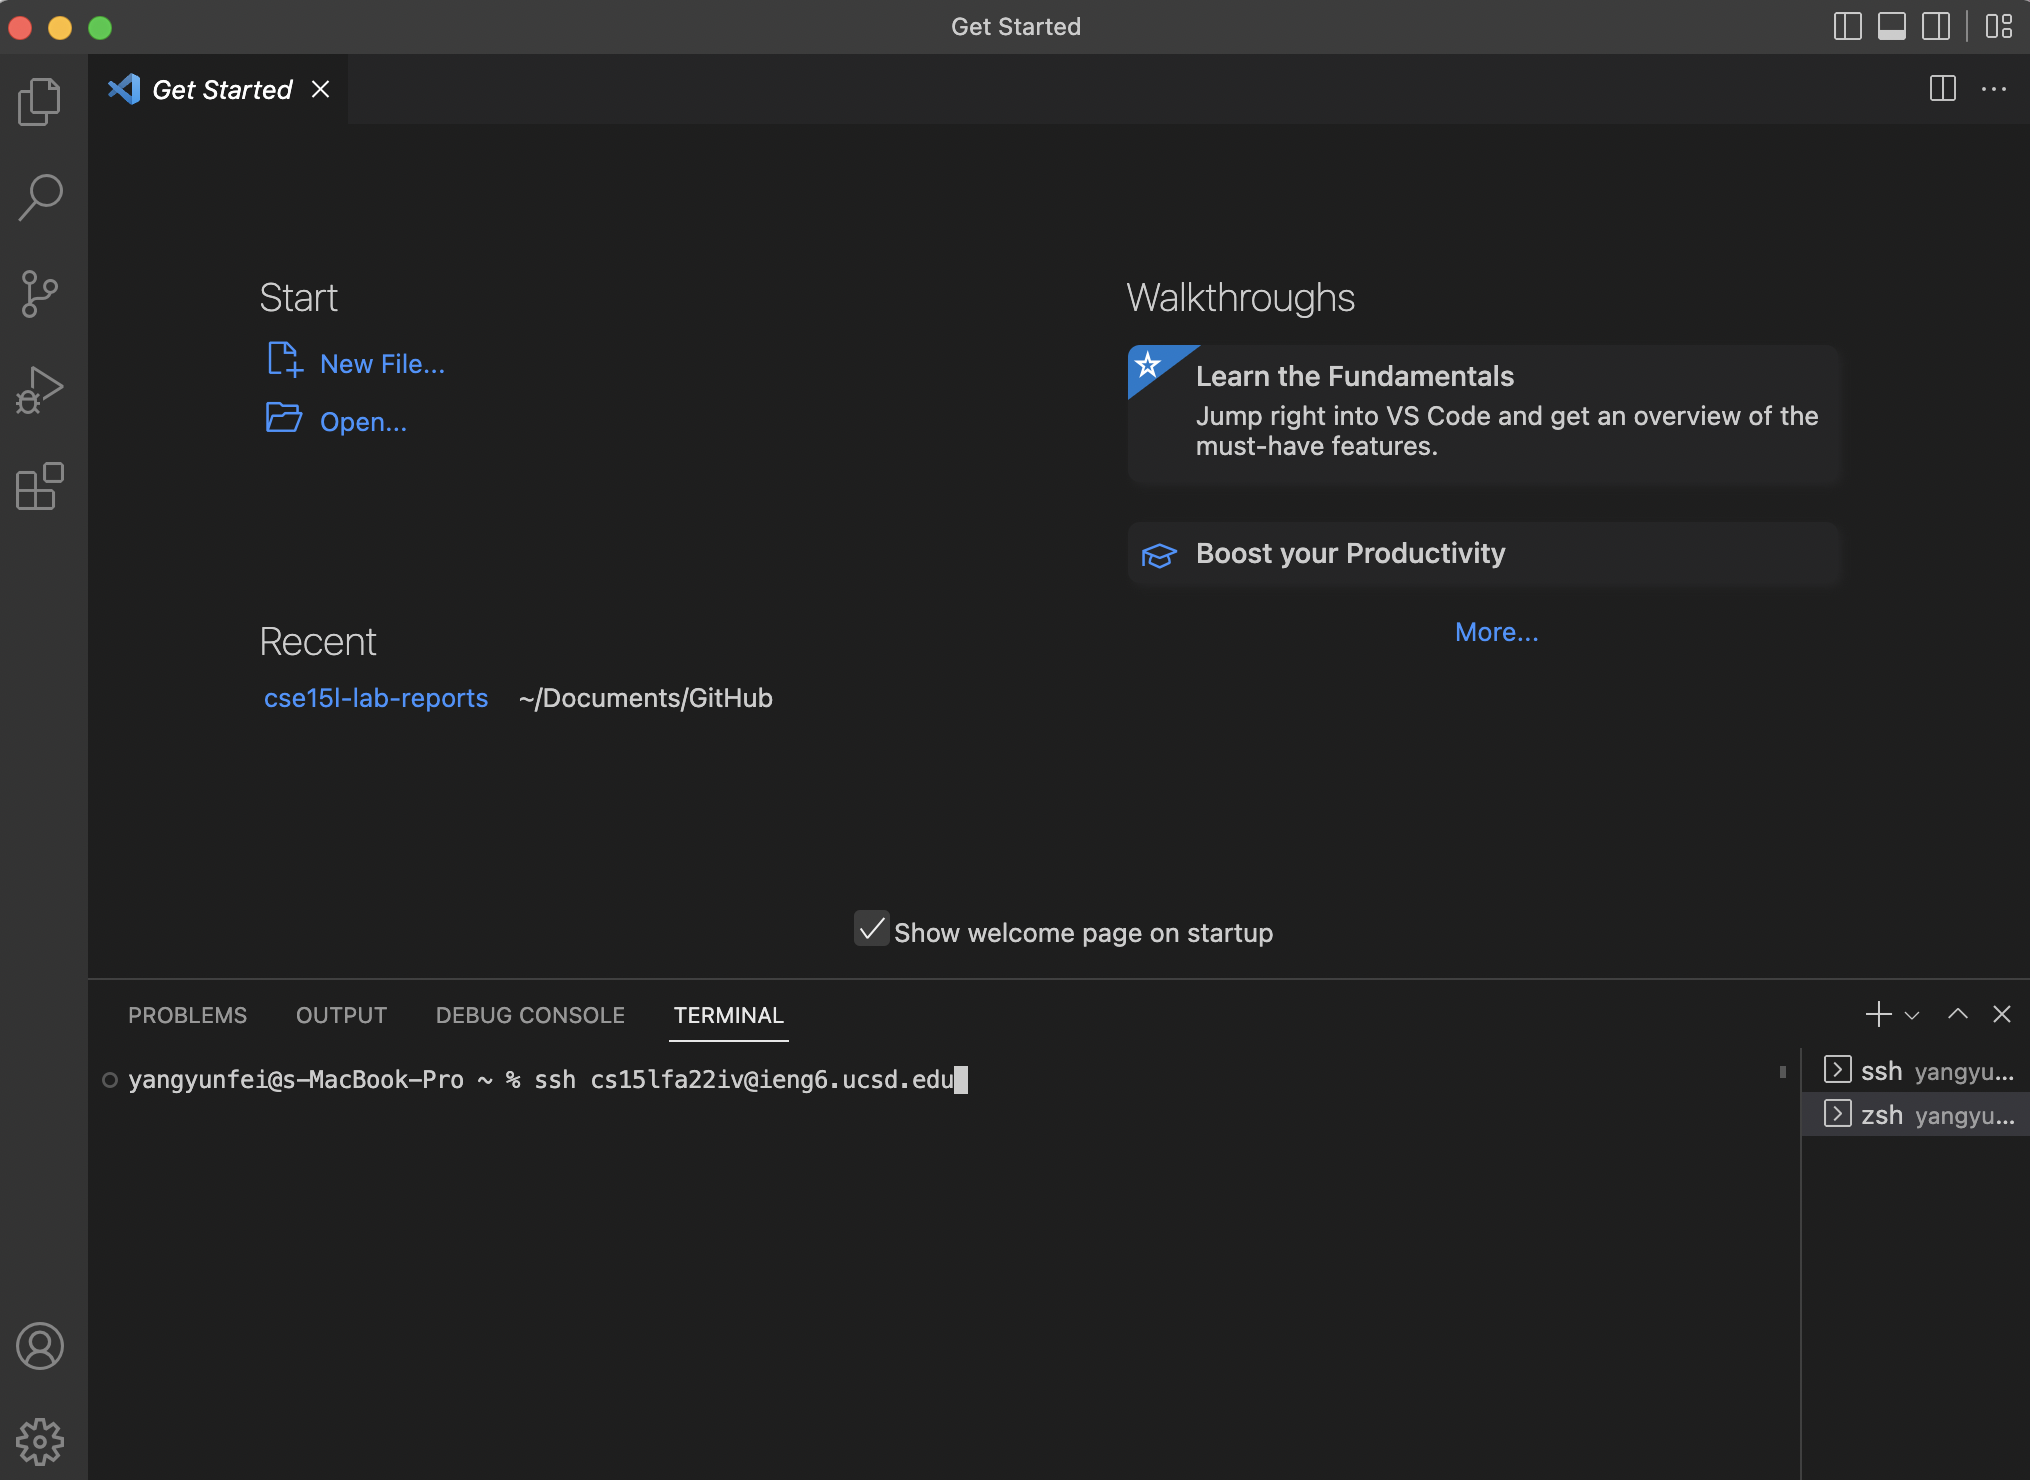 Get Started
Get Started
Start
New File...
Open...
Recent
cse15l-lab-reports ~/Documents/GitHub
Walkthroughs
Learn the Fundamentals
Jump right into VS Code and get an overview of the
must-have features.
Boost your Productivity
More...
Show welcome page on startup
PROBLEMS OUTPUT DEBUG CONSOLE TERMINAL
yangyunfei@s-MacBook-Pro ~ % ssh cs15lfa22iv@ieng6.ucsd.edu
ssh yangyu...
zsh yangyu...